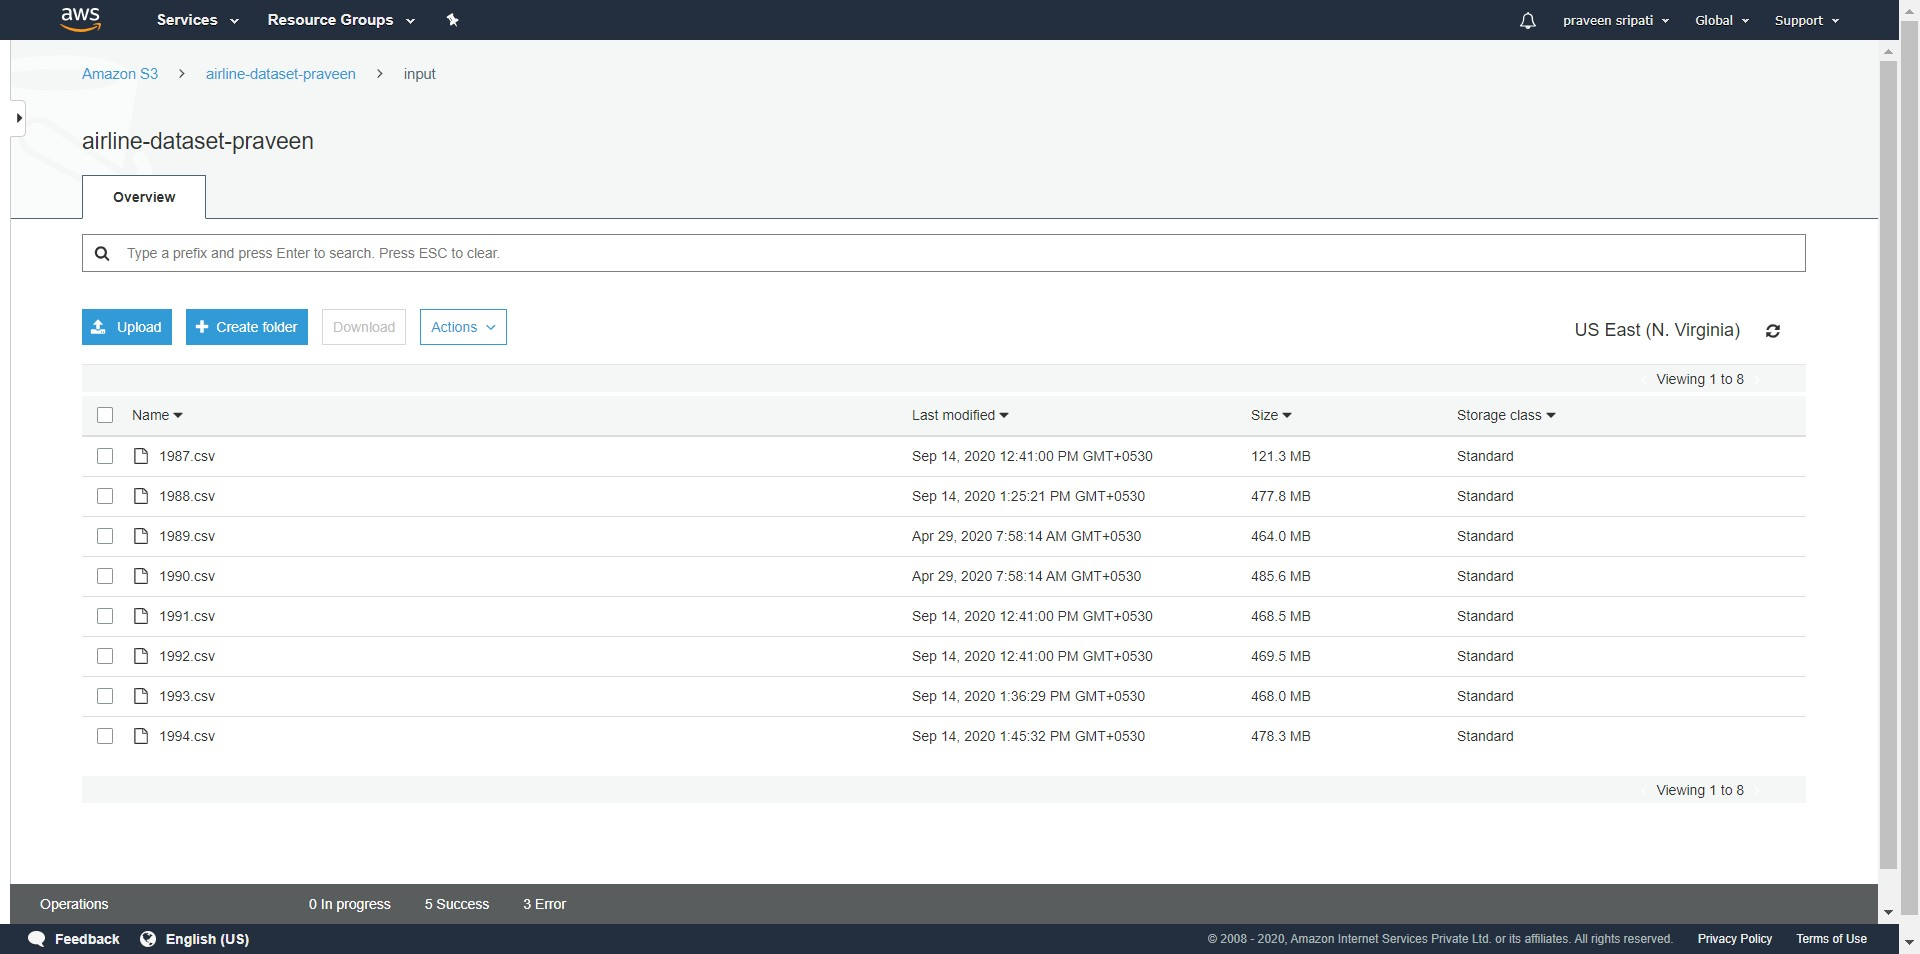 aws Services Resource Groups praveen sripati Global Support
Amazon S3 > airline-dataset-praveen > input
airline-dataset-praveen
Overview
Type a prefix and press Enter to search. Press ESC to clear.
Upload + Create folder Download Actions US East (N. Virginia)
Viewing 1 to 8
Name Last modified Size Storage class
1987.csv Sep 14, 2020 12:41:00 PM GMT+0530 121.3 MB Standard
1988.csv Sep 14, 2020 1:25:21 PM GMT+0530 477.8 MB Standard
1989.csv Apr 29, 2020 7:58:14 AM GMT+0530 464.0 MB Standard
1990.csv Apr 29, 2020 7:58:14 AM GMT+0530 485.6 MB Standard
1991.csv Sep 14, 2020 12:41:00 PM GMT+0530 468.5 MB Standard
1992.csv Sep 14, 2020 12:41:00 PM GMT+0530 469.5 MB Standard
1993.csv Sep 14, 2020 1:36:29 PM GMT+0530 468.0 MB Standard
1994.csv Sep 14, 2020 1:45:32 PM GMT+0530 478.3 MB Standard
Viewing 1 to 8
Operations 0 In progress 5 Success 3 Error
Feedback English (US) © 2008 - 2020, Amazon Internet Services Private Ltd. or its affiliates. All rights reserved. Privacy Policy Terms of Use